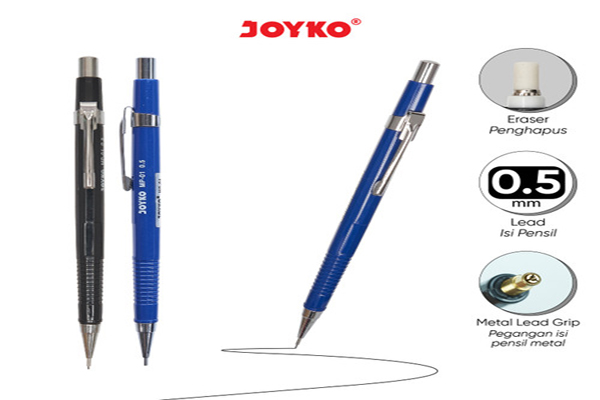 JOYKO®
JOYKO MP-01 0.5
Eraser
Penghapus
0.5
mm
Lead
Isi Pensil
Metal Lead Grip
Pegangan isi
pensil metal